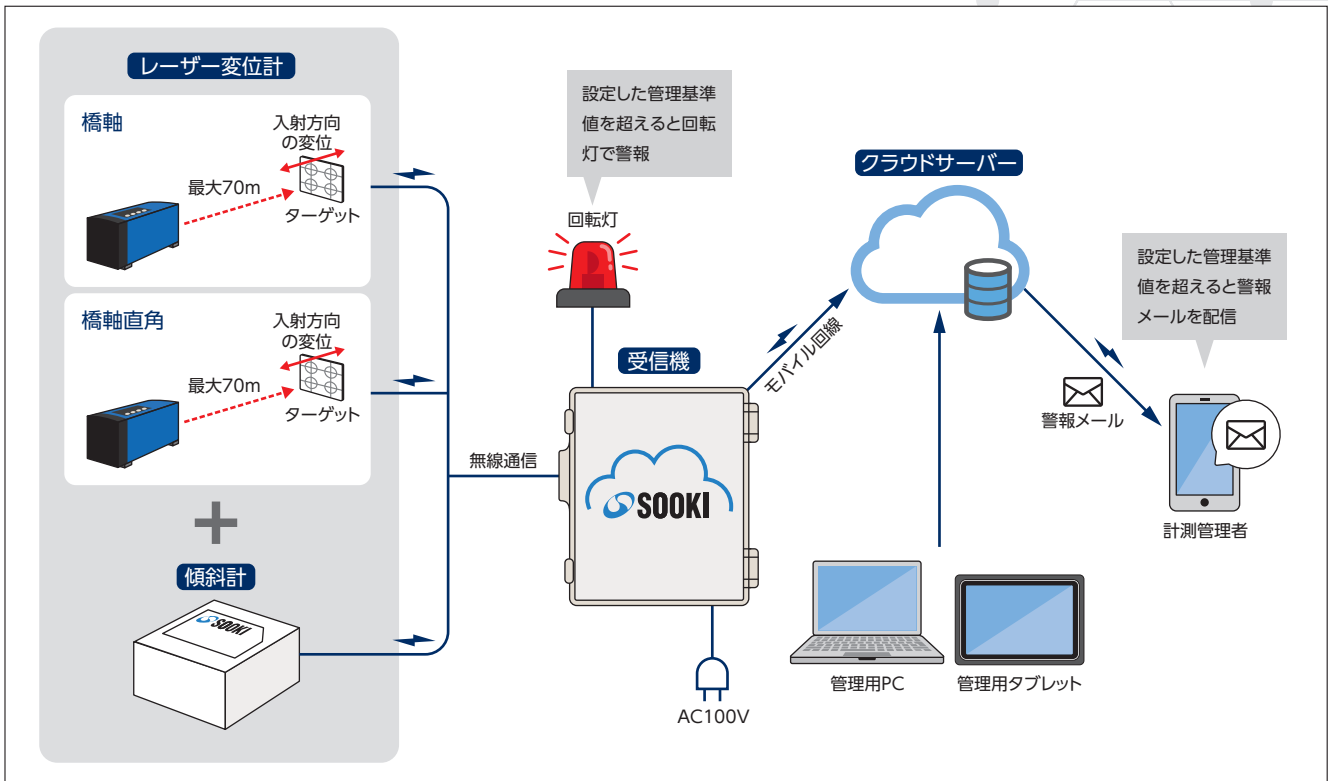 レーザー変位計
橋軸
入射方向
の変位
最大70m
ターゲット
橋軸直角
入射方向
の変位
最大70m
ターゲット
+
傾斜計
SOOKI
無線通信
設定した管理基準
値を超えると回転
灯で警報
回転灯
受信機
SOOKI
AC100V
モバイル回線
クラウドサーバー
管理用PC
管理用タブレット
設定した管理基準
値を超えると警報
メールを配信
警報メール
計測管理者